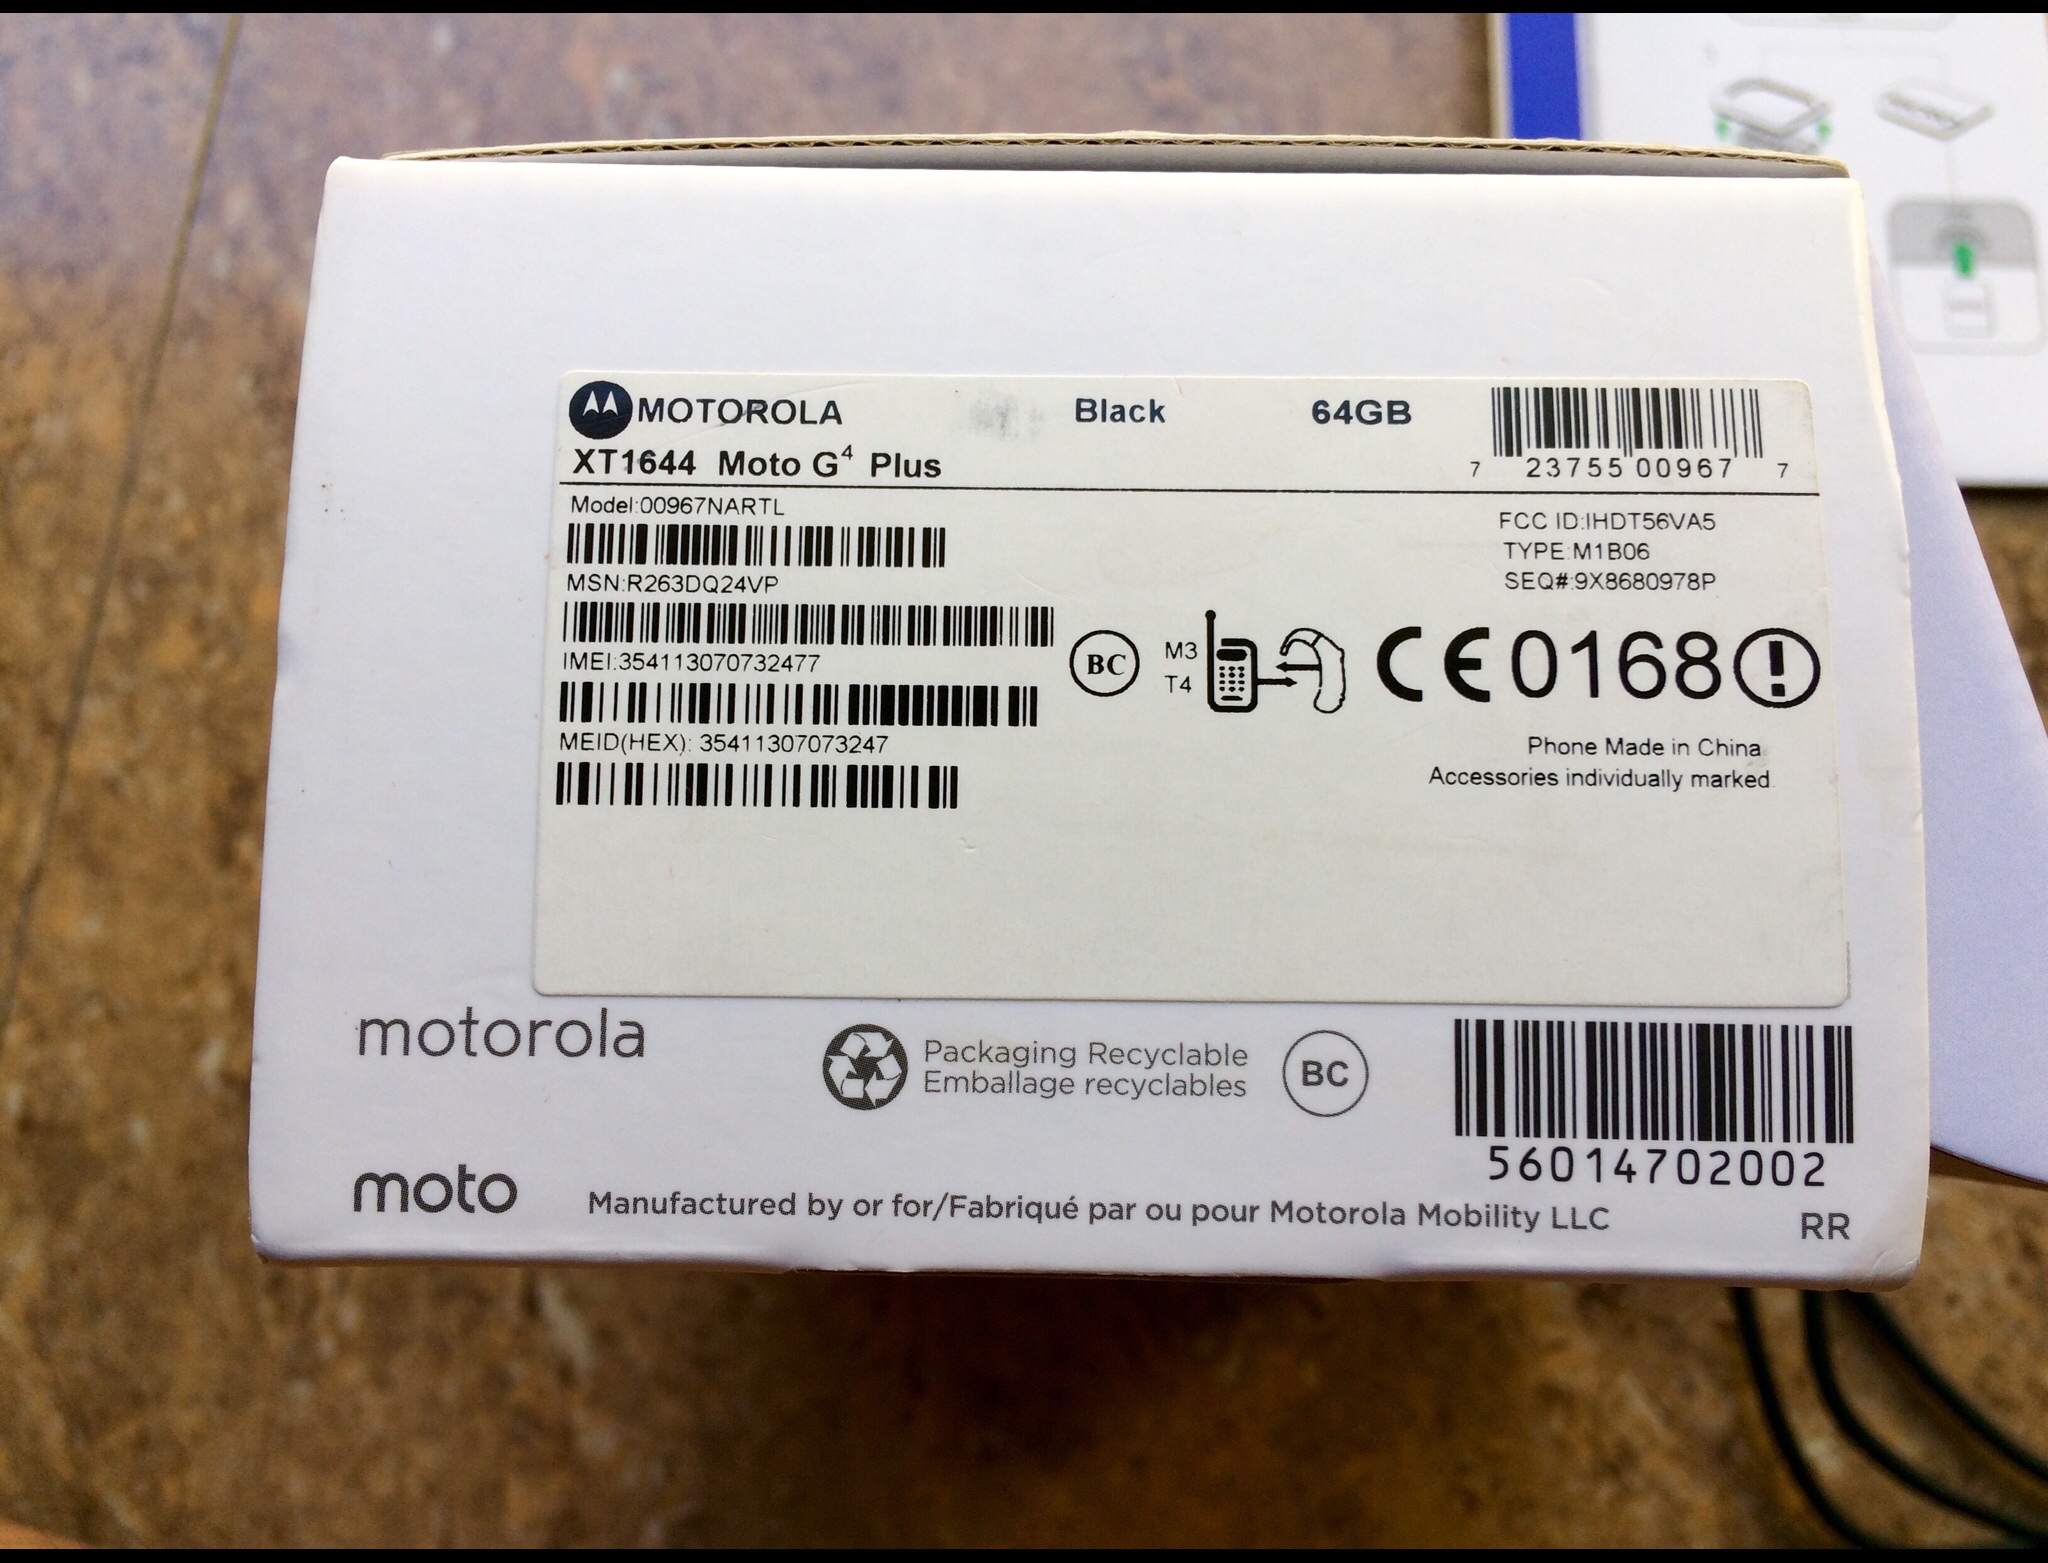 MOTOROLA Black 64GB
XT1644 Moto G4 Plus
7 23755 00967 7
Model:00967NARTL
MSN:R263DQ24VP
IMEI:354113070732477
MEID(HEX): 35411307073247
FCC ID:IHDT56VA5
TYPE:M1B06
SEQ#:9X8680978P
BC
M3
T4
CE0168!
Phone Made in China
Accessories individually marked.
motorola
Packaging Recyclable
Emballage recyclables
BC
56014702002
moto
Manufactured by or for/Fabriqué par ou pour Motorola Mobility LLC
RR